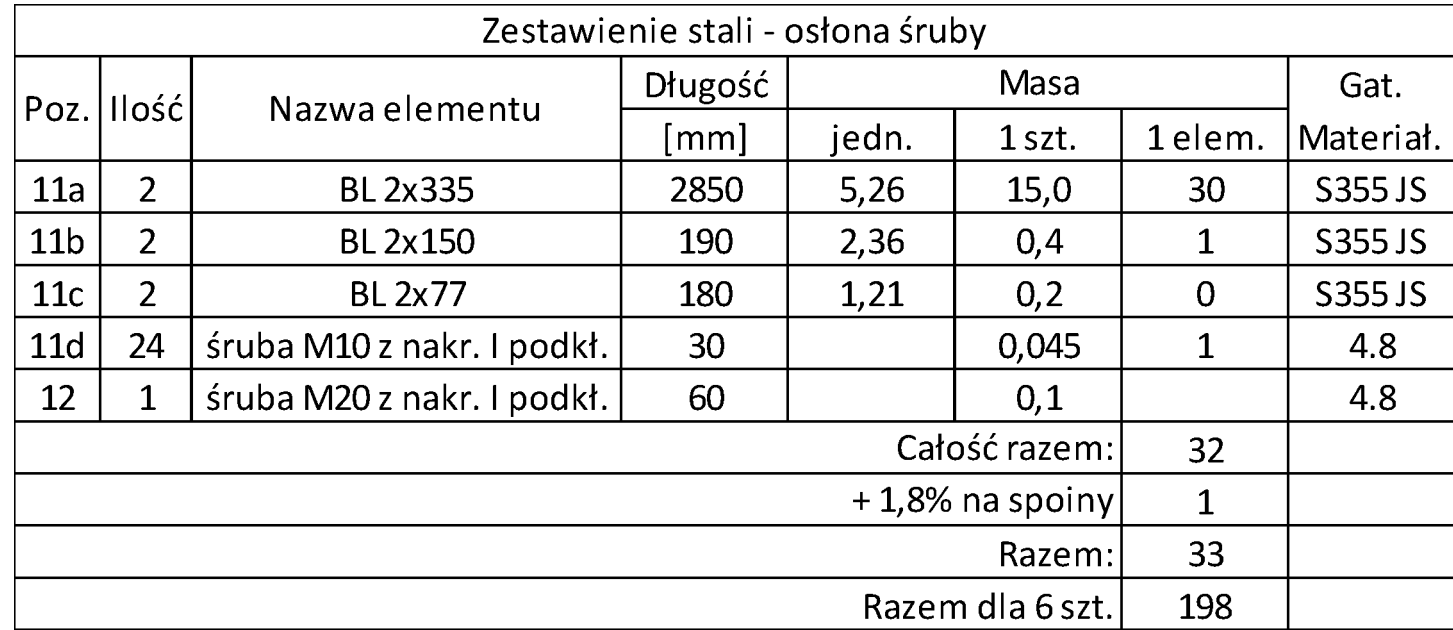 Zestawienie stali - osłona śruby
Poz. Ilość Nazwa elementu Długość Masa Gat.
[mm] jedn. 1 szt. 1 elem. Materiał.
11a 2 BL 2x335 2850 5,26 15,0 30 S355 JS
11b 2 BL 2x150 190 2,36 0,4 1 S355 JS
11c 2 BL 2x77 180 1,21 0,2 0 S355 JS
11d 24 śruba M10 z nakr. I podkł. 30 0,045 1 4.8
12 1 śruba M20 z nakr. I podkł. 60 0,1 4.8
Całość razem: 32
+ 1,8% na spoiny 1
Razem: 33
Razem dla 6 szt. 198